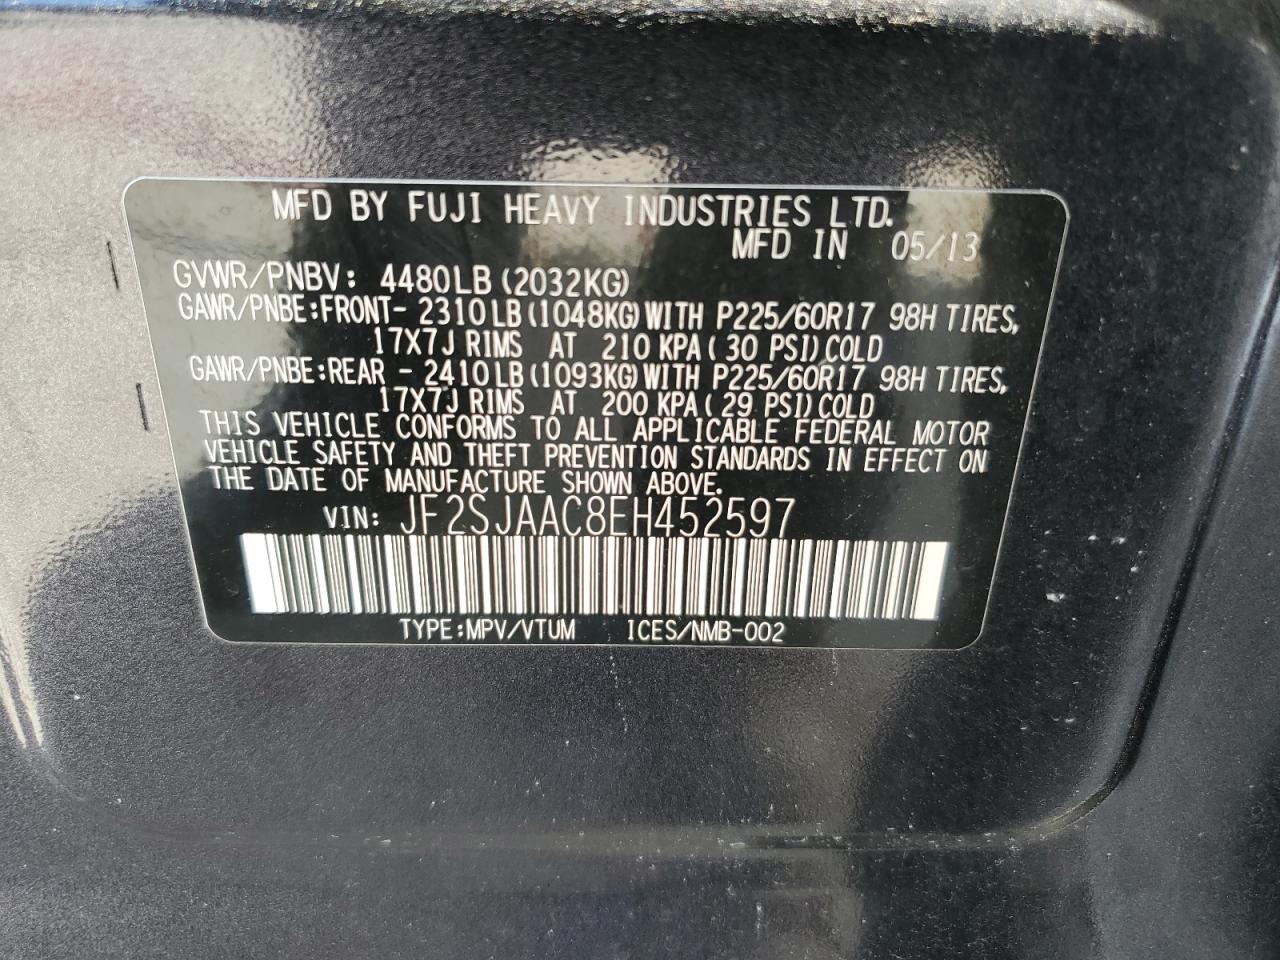 MFD BY FUJI HEAVY INDUSTRIES LTD.
MFD IN 05/13
GVWR/PNBV: 4480LB (2032KG)
GAWR/PNBE:FRONT- 2310LB (1048KG) WITH P225/60R17 98H TIRES,
17X7J RIMS AT 210 KPA ( 30 PSI) COLD
GAWR/PNBE:REAR - 2410LB (1093KG) WITH P225/60R17 98H TIRES,
17X7J RIMS AT 200 KPA ( 29 PSI) COLD
THIS VEHICLE CONFORMS TO ALL APPLICABLE FEDERAL MOTOR
VEHICLE SAFETY AND THEFT PREVENTION STANDARDS IN EFFECT ON
THE DATE OF MANUFACTURE SHOWN ABOVE.
VIN: JF2SJAAC8EH452597
TYPE:MPV/VTUM ICES/NMB-002